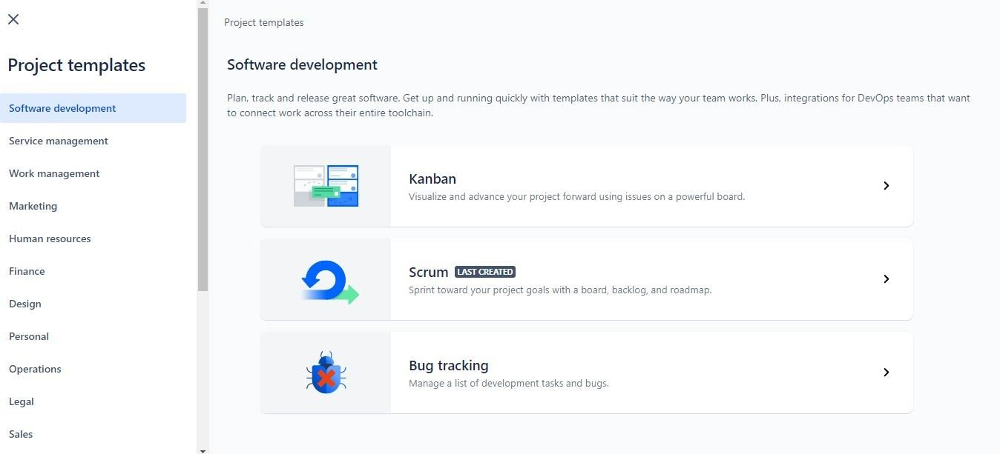 Project templates
Software development
Service management
Work management
Marketing
Human resources
Finance
Design
Personal
Operations
Legal
Sales
Project templates
Software development
Plan, track and release great software. Get up and running quickly with templates that suit the way your team works. Plus, integrations for DevOps teams that want
to connect work across their entire toolchain.
Kanban
Visualize and advance your project forward using issues on a powerful board.
Scrum LAST CREATED
Sprint toward your project goals with a board, backlog, and roadmap.
Bug tracking
Manage a list of development tasks and bugs.